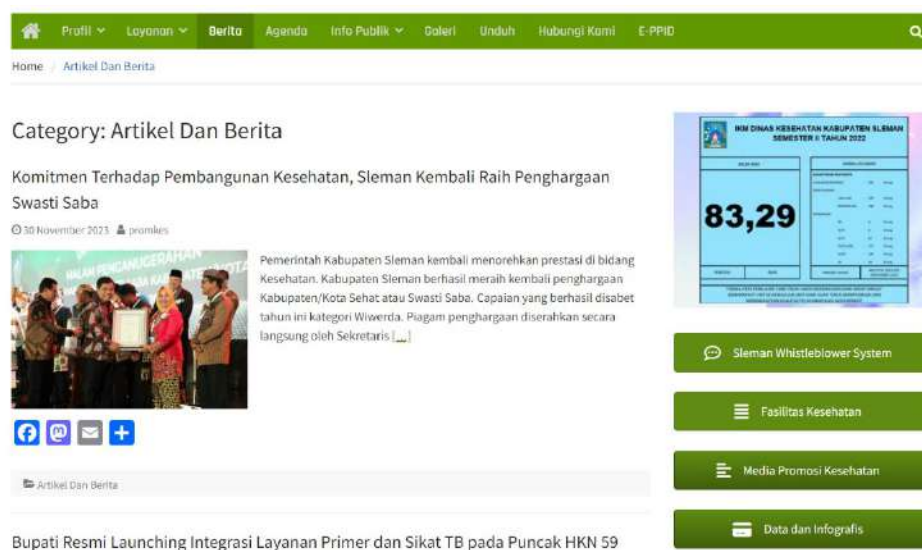 Profil Layanan Berita Agenda Info Publik Galeri Unduh Hubungi Kami E-PPID
Home / Artikel Dan Berita
Category: Artikel Dan Berita
Komitmen Terhadap Pembangunan Kesehatan, Sleman Kembali Raih Penghargaan
Swasti Saba
30 November 2023 promkes
MALAM PENGANUGERAHAN
Pemerintah Kabupaten Sleman kembali menorehkan prestasi di bidang
Kesehatan. Kabupaten Sleman berhasil meraih kembali penghargaan
Kabupaten/Kota Sehat atau Swasti Saba. Capaian yang berhasil disabet
tahun ini kategori Wiwerda. Piagam penghargaan diserahkan secara
langsung oleh Sekretaris [...]
Artikel Dan Berita
Bupati Resmi Launching Integrasi Layanan Primer dan Sikat TB pada Puncak HKN 59
IKM DINAS KESEHATAN KABUPATEN SLEMAN
SEMESTER II TAHUN 2022
83,29
Sleman Whistleblower System
Fasilitas Kesehatan
Media Promosi Kesehatan
Data dan Infografis